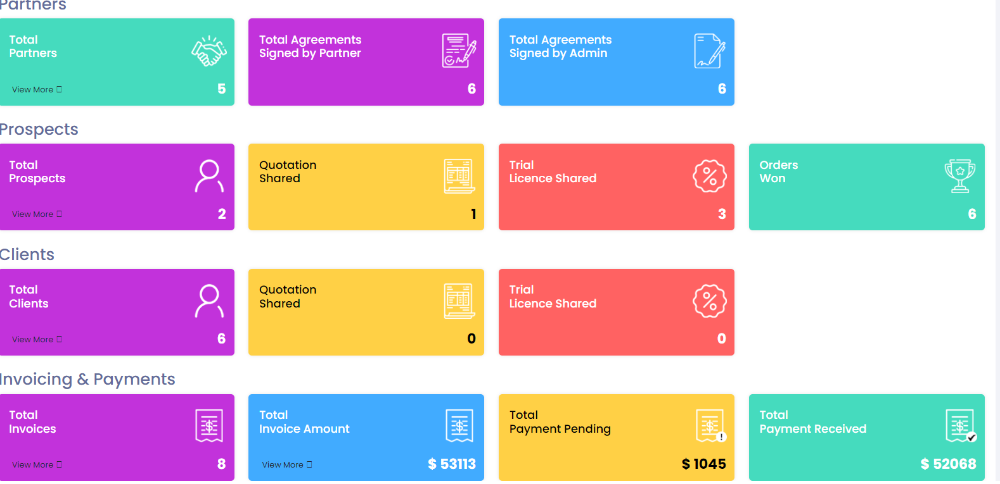 Partners
Total
Partners
View More
5
Total Agreements
Signed by Partner
6
Total Agreements
Signed by Admin
6
Prospects
Total
Prospects
View More
2
Quotation
Shared
1
Trial
Licence Shared
3
Orders
Won
6
Clients
Total
Clients
View More
6
Quotation
Shared
0
Trial
Licence Shared
0
Invoicing & Payments
Total
Invoices
View More
8
Total
Invoice Amount
View More
$ 53113
Total
Payment Pending
$ 1045
Total
Payment Received
$ 52068